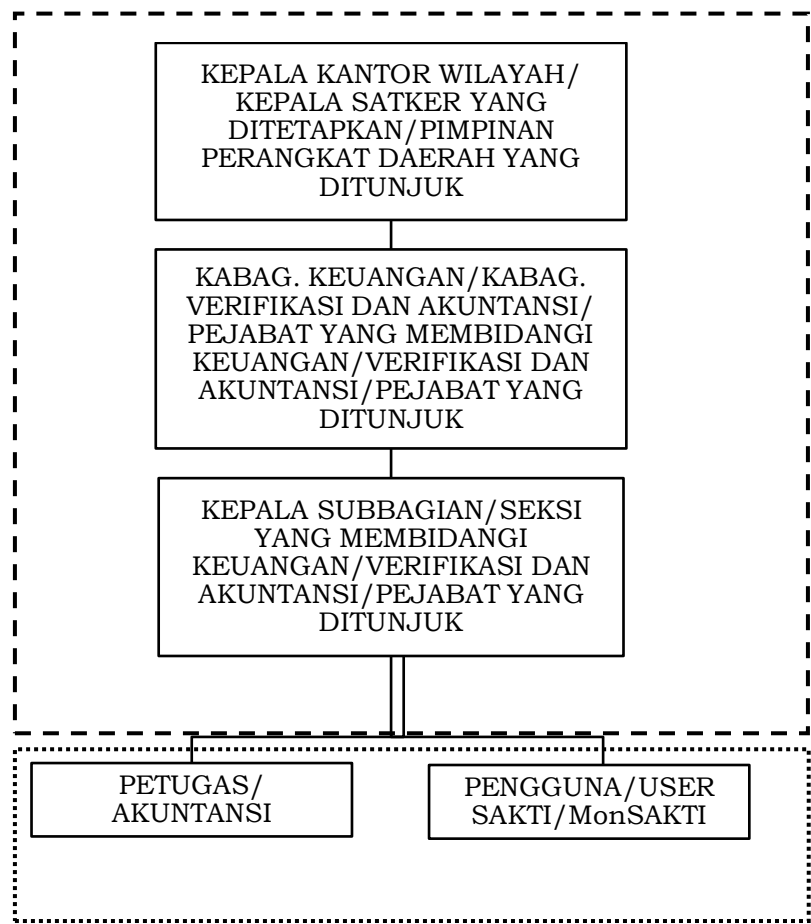 KEPALA KANTOR WILAYAH/
KEPALA SATKER YANG
DITETAPKAN/PIMPINAN
PERANGKAT DAERAH YANG
DITUNJUK
KABAG. KEUANGAN/KABAG.
VERIFIKASI DAN AKUNTANSI/
PEJABAT YANG MEMBIDANGI
KEUANGAN/VERIFIKASI DAN
AKUNTANSI/PEJABAT YANG
DITUNJUK
KEPALA SUBBAGIAN/SEKSI
YANG MEMBIDANGI
KEUANGAN/VERIFIKASI DAN
AKUNTANSI/PEJABAT YANG
DITUNJUK
PETUGAS/
AKUNTANSI
PENGGUNA/USER
SAKTI/MonSAKTI